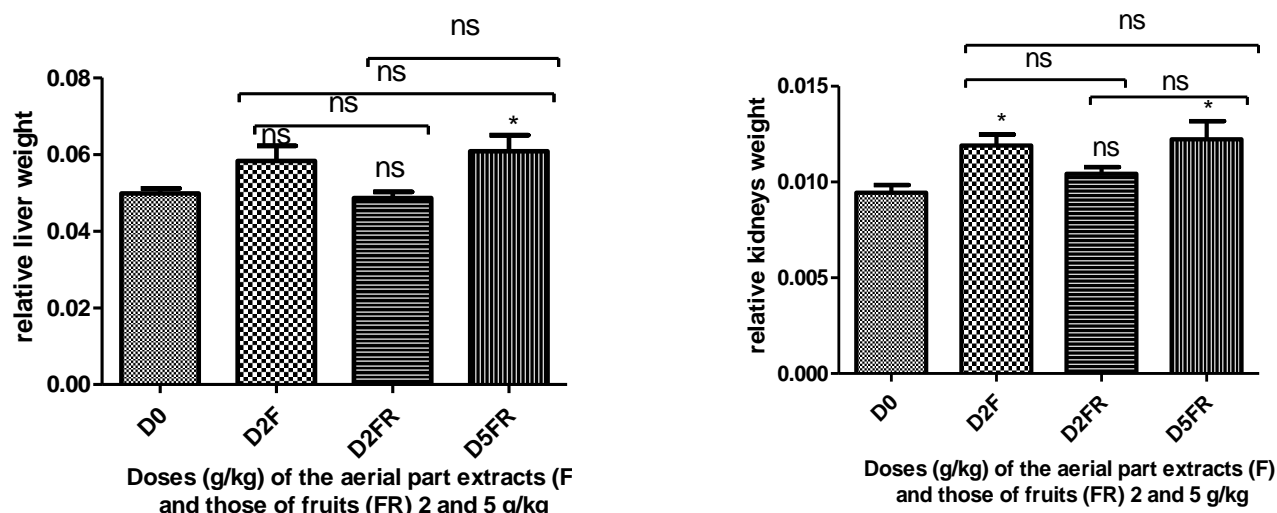 ns
ns
ns
ns
*
ns
0.08
0.06
0.04
0.02
0.00
relative liver weight
D0
D2F
D2FR
D5FR
Doses (g/kg) of the aerial part extracts (F
and those of fruits (FR) 2 and 5 g/kg
ns
ns
ns
*
*
ns
0.015
0.010
0.005
0.000
relative kidneys weight
D0
D2F
D2FR
D5FR
Doses (g/kg) of the aerial part extracts (F)
and those of fruits (FR) 2 and 5 g/kg